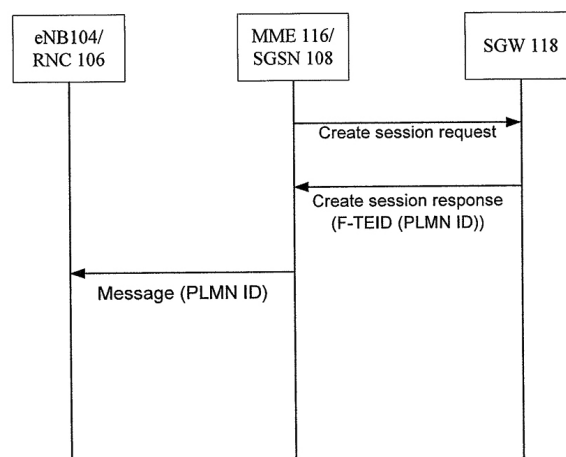 eNB104/
RNC 106
MME 116/
SGSN 108
SGW 118
Create session request
Create session response
(F-TEID (PLMN ID))
Message (PLMN ID)